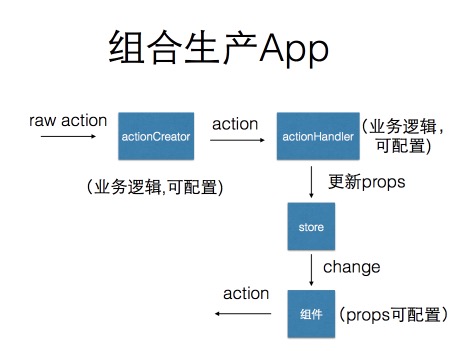 组合生产App
raw action
actionCreator
action
actionHandler
（业务逻辑，
可配置)
（业务逻辑,可配置)
更新props
store
change
action
组件
（props可配置）